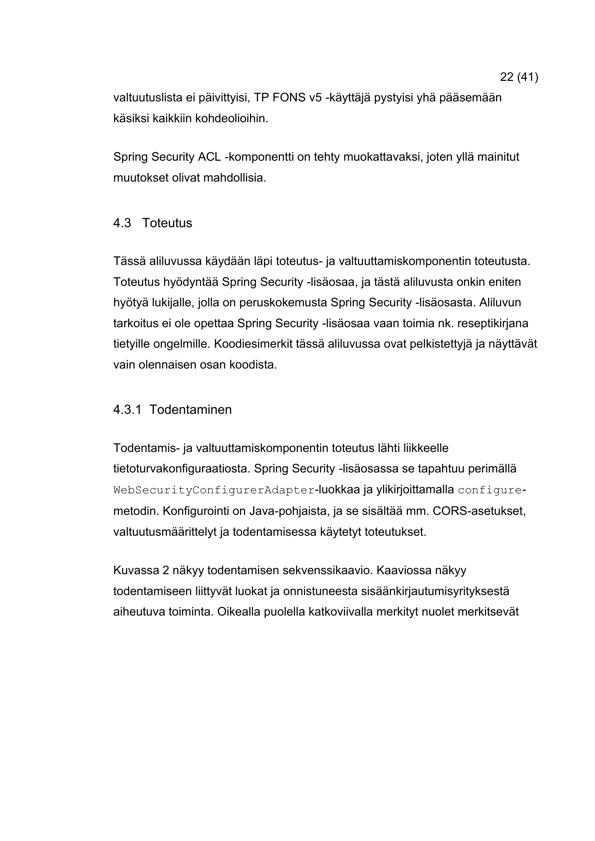 22 (41)
valtuutuslista ei päivittyisi, TP FONS v5 -käyttäjä pystyisi yhä pääsemään
käsiksi kaikkiin kohdeolioihin.
Spring Security ACL -komponentti on tehty muokattavaksi, joten yllä mainitut
muutokset olivat mahdollisia.
4.3 Toteutus
Tässä aliluvussa käydään läpi toteutus- ja valtuuttamiskomponentin toteutusta.
Toteutus hyödyntää Spring Security -lisäosaa, ja tästä aliluvusta onkin eniten
hyötyä lukijalle, jolla on peruskokemusta Spring Security -lisäosasta. Aliluvun
tarkoitus ei ole opettaa Spring Security -lisäosaa vaan toimia nk. reseptikirjana
tietyille ongelmille. Koodiesimerkit tässä aliluvussa ovat pelkistettyjä ja näyttävät
vain olennaisen osan koodista.
4.3.1 Todentaminen
Todentamis- ja valtuuttamiskomponentin toteutus lähti liikkeelle
tietoturvakonfiguraatiosta. Spring Security -lisäosassa se tapahtuu perimällä
WebSecurityConfigurerAdapter-luokkaa ja ylikirjoittamalla configure-
metodin. Konfigurointi on Java-pohjaista, ja se sisältää mm. CORS-asetukset,
valtuutusmäärittelyt ja todentamisessa käytetyt toteutukset.
Kuvassa 2 näkyy todentamisen sekvenssikaavio. Kaaviossa näkyy
todentamiseen liittyvät luokat ja onnistuneesta sisäänkirjautumisyrityksestä
aiheutuva toiminta. Oikealla puolella katkoviivalla merkityt nuolet merkitsevät